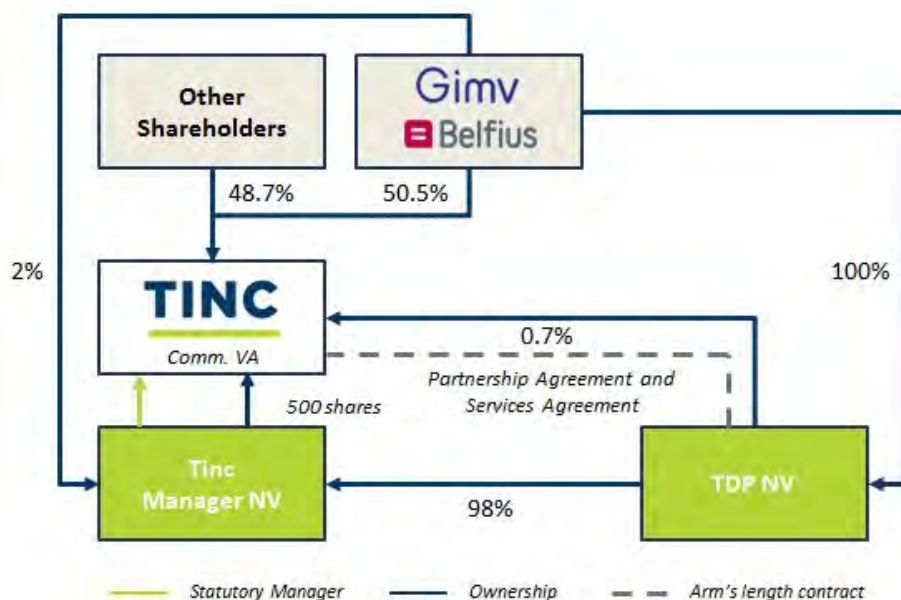 Other
Shareholders
Gimv
Belfius
48.7%
50.5%
2%
100%
TINC
Comm. VA
0.7%
Partnership Agreement and
Services Agreement
500 shares
Tinc
Manager NV
TDP NV
98%
Statutory Manager
Ownership
Arm's length contract